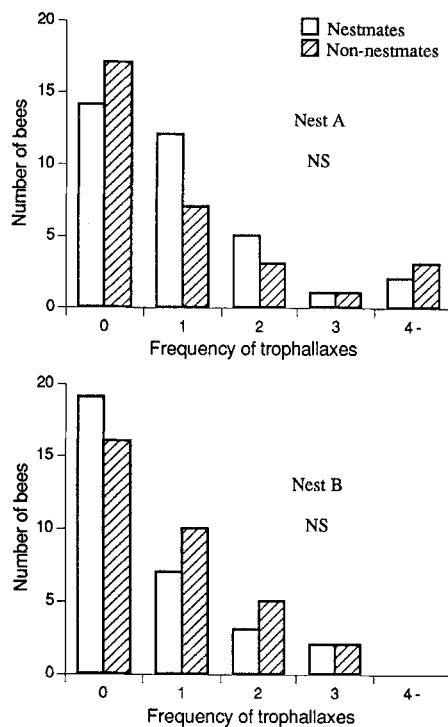 Nestmates
Non-nestmates
Nest A
NS
Number of bees
20
15
10
5
0
0 1 2 3 4-
Frequency of trophallaxes
Nest B
NS
Number of bees
20
15
10
5
0
0 1 2 3 4-
Frequency of trophallaxes